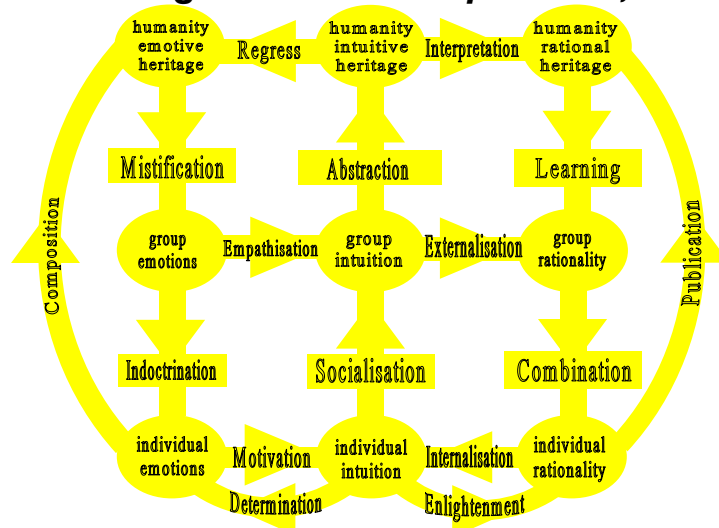 humanity
emotive
heritage
Regress
humanity
intuitive
heritage
Interpretation
humanity
rational
heritage
Mistification
Abstraction
Learning
Composition
group
emotions
Empathisation
group
intuition
Externalisation
group
rationality
Publication
Indoctrination
Socialisation
Combination
individual
emotions
Motivation
individual
intuition
Internalisation
individual
rationality
Determination
Enlightenment